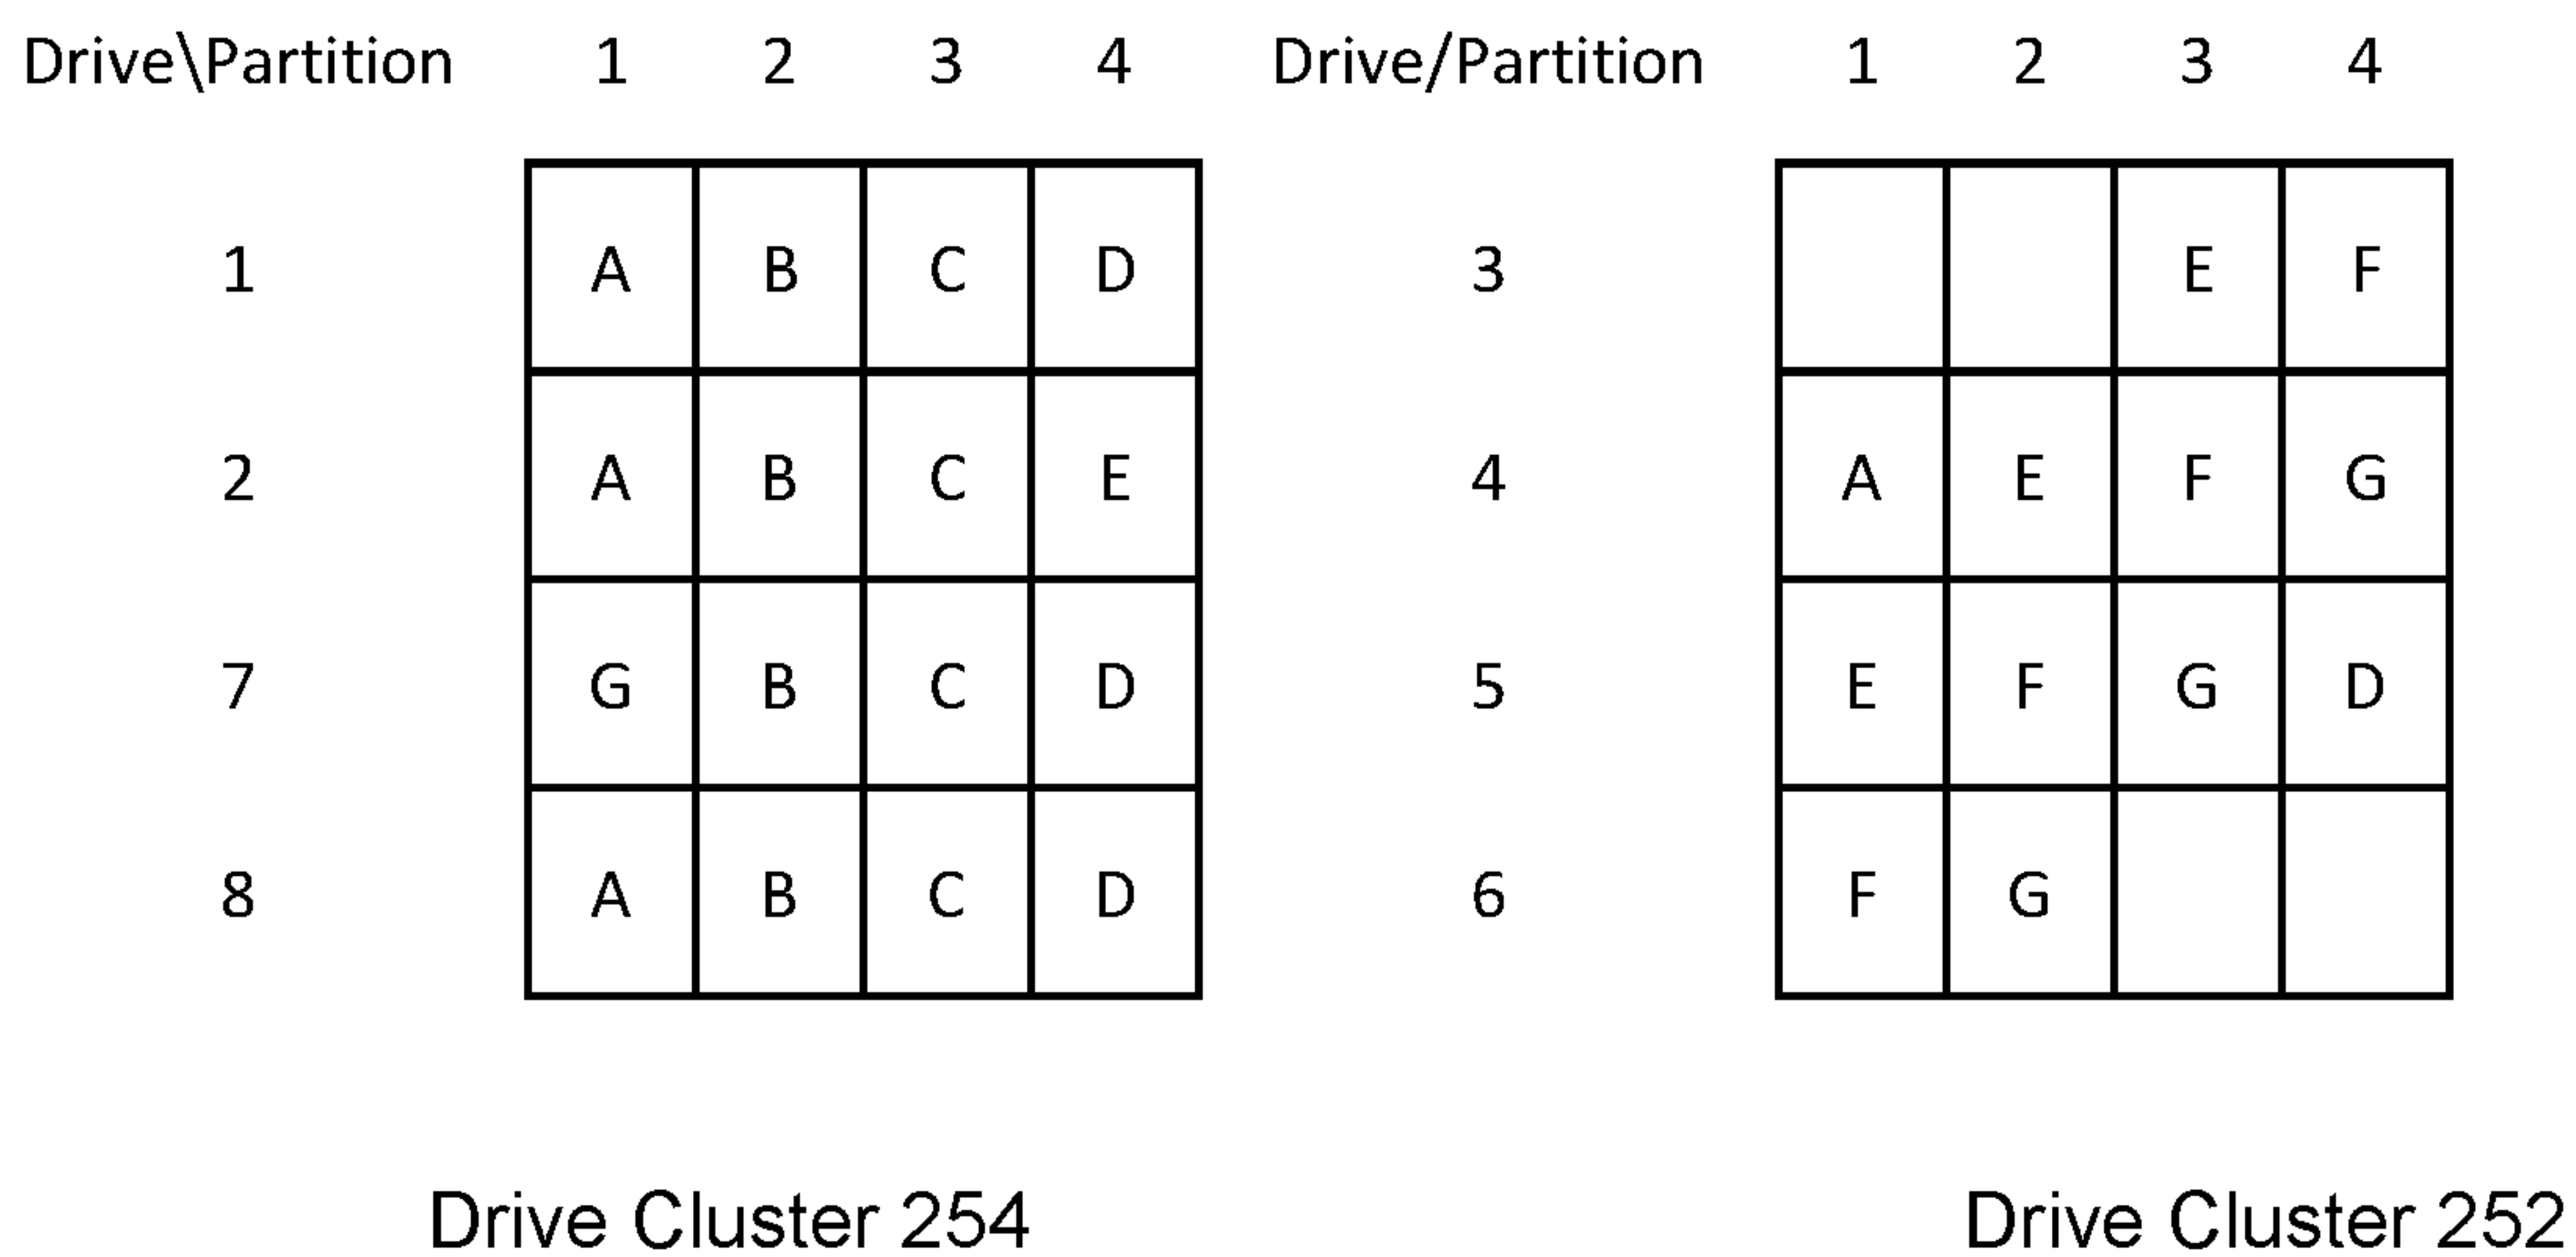 Drive\Partition 1 2 3 4 Drive/Partition 1 2 3 4
1 A B C D 3 E F
2 A B C E 4 A E F G
7 G B C D 5 E F G D
8 A B C D 6 F G
Drive Cluster 254 Drive Cluster 252